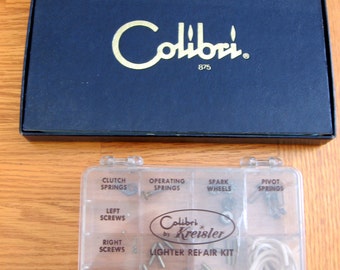 Colibri®
875
CLUTCH SPRINGS
OPERATING SPRINGS
SPARK WHEELS
PIVOT SPRINGS
LEFT SCREWS
Colibri
by Kreisler
RIGHT SCREWS
LIGHTER REPAIR KIT